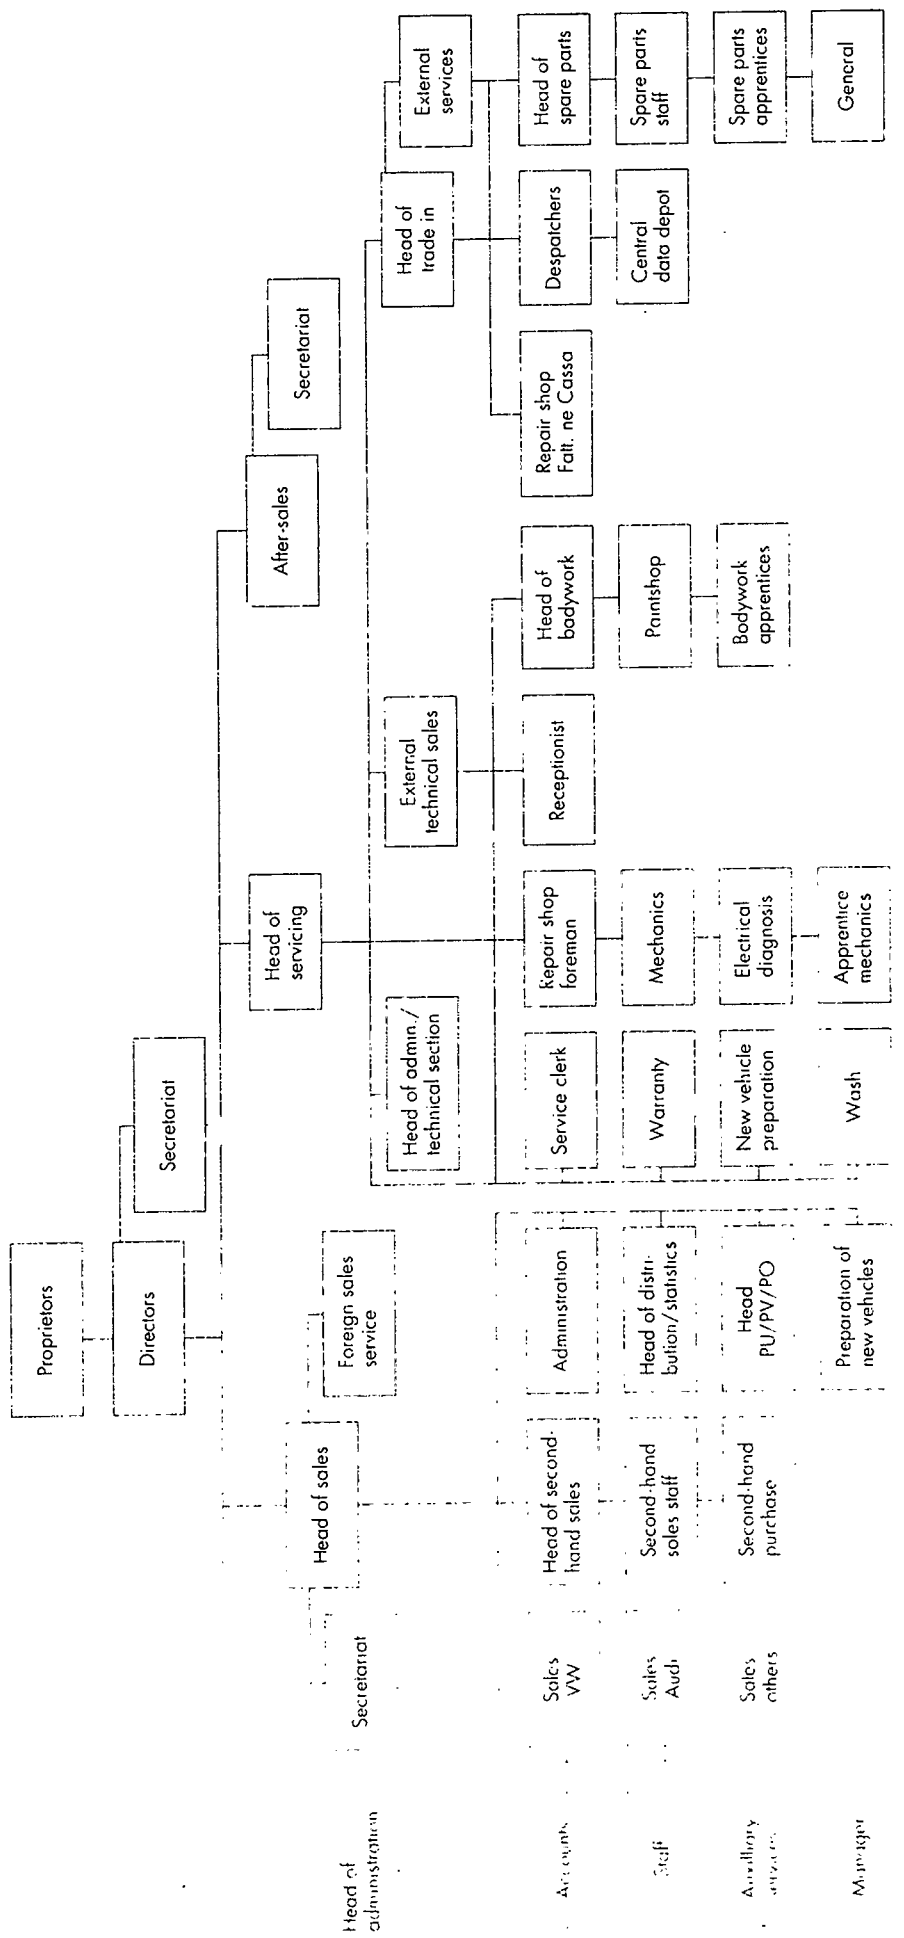 Proprietors
Directors
Secretariat
Head of
administration
Secretariat
Head of sales
Foreign sales
service
Head of
servicing
After-sales
Secretariat
Head of admin./
technical section
External
technical sales
Head of
trade in
External
services
Accounts
Sales
VW
Head of second-
hand sales
Administration
Service clerk
Repair shop
foreman
Receptionist
Head of
badywork
Repair shop
Falt. ne Cassa
Despatchers
Head of
spare parts
Staff
Sales
Audi
Second-hand
sales staff
Head of distri-
bution/statistics
Warranty
Mechanics
Paintshop
Central
data depot
Spare parts
staff
Auxiliary
Sales
others
Second-hand
purchase
Head
PU/PV/PO
New vehicle
preparation
Electrical
diagnosis
Bodywork
apprentices
Spare parts
apprentices
Manager
Preparation of
new vehicles
Wash
Apprentice
mechanics
General